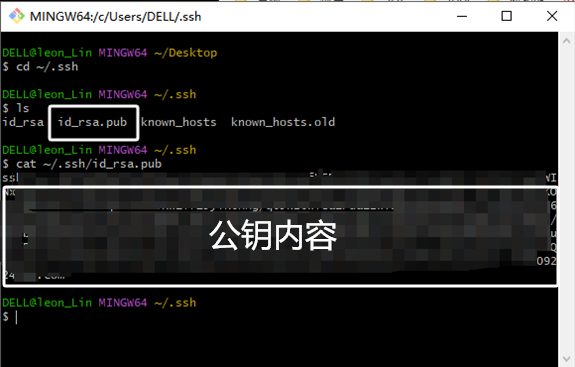 MINGW64:/c/Users/DELL/.ssh
DELL@leon_Lin MINGW64 ~/Desktop
$ cd ~/.ssh
DELL@leon_Lin MINGW64 ~/.ssh
$ ls
id_rsa id_rsa.pub known_hosts known_hosts.old
DELL@leon_Lin MINGW64 ~/.ssh
$ cat ~/.ssh/id_rsa.pub
公钥内容
DELL@leon_Lin MINGW64 ~/.ssh
$